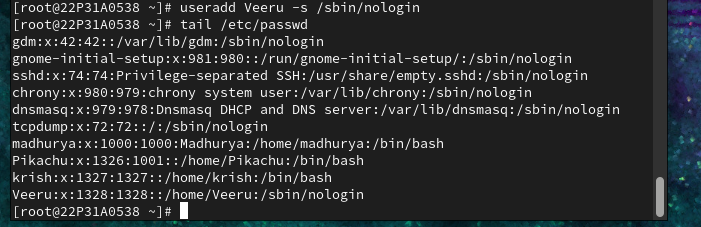 [root@22P31A0538 ~]# useradd Veeru -s /sbin/nologin
[root@22P31A0538 ~]# tail /etc/passwd
gdm:x:42:42::/var/lib/gdm:/sbin/nologin
gnome-initial-setup:x:981:980::/run/gnome-initial-setup/:/sbin/nologin
sshd:x:74:74:Privilege-separated SSH:/usr/share/empty.sshd:/sbin/nologin
chrony:x:980:979:chrony system user:/var/lib/chrony:/sbin/nologin
dnsmasq:x:979:978:Dnsmasq DHCP and DNS server:/var/lib/dnsmasq:/sbin/nologin
tcpdump:x:72:72::/:/sbin/nologin
madhurya:x:1000:1000:Madhurya:/home/madhurya:/bin/bash
Pikachu:x:1326:1001::/home/Pikachu:/bin/bash
krish:x:1327:1327::/home/krish:/bin/bash
Veeru:x:1328:1328::/home/Veeru:/sbin/nologin
[root@22P31A0538 ~]#